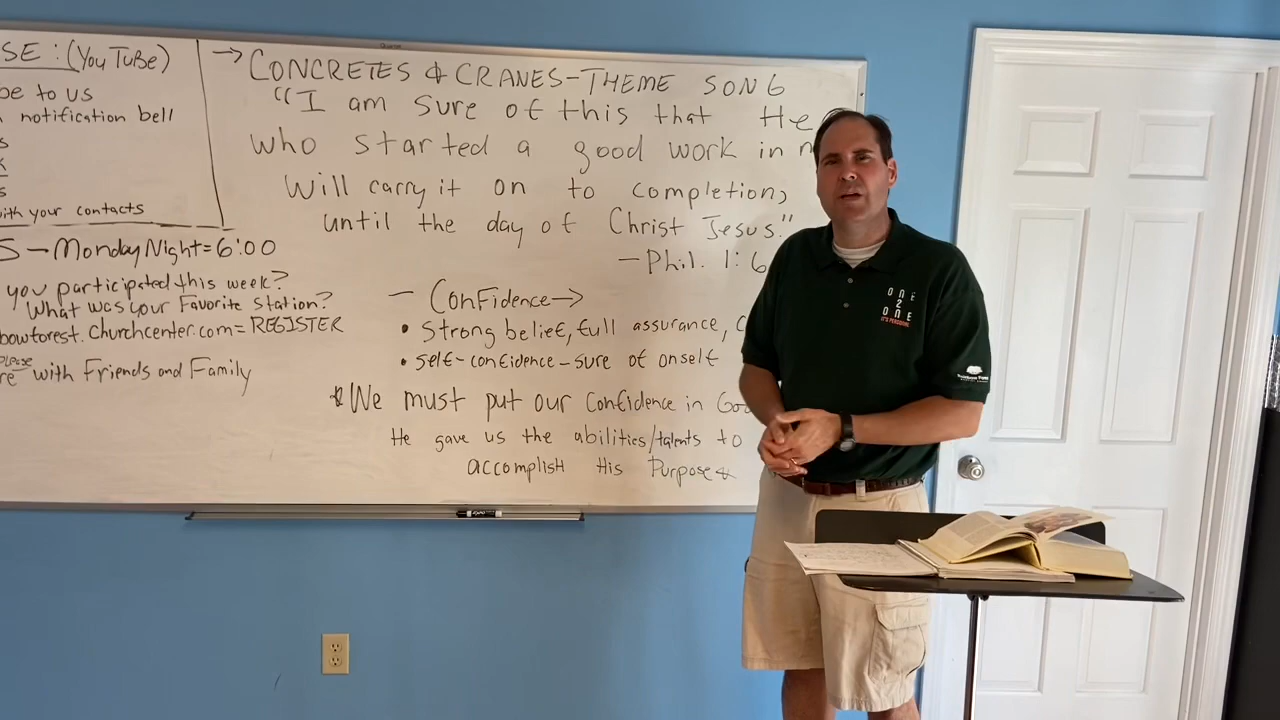 SE: (YouTube)
be to us
notification bell
with your contacts
S - Monday Night = 6:00
you participated this week?
What was your Favorite Station?
bowforest.churchcenter.com = REGISTER
please
re with Friends and Family
→ CONCRETES & CRANES - THEME SONG
"I am sure of this that He
who started a good work in
will carry it on to completion,
until the day of Christ Jesus."
- Phil. 1:6
- Confidence →
• Strong belief, full assurance,
• self-confidence - sure of onself
* We must put our Confidence in God
He gave us the abilities/talents to
accomplish His Purpose *
ONE
2
ONE
IT'S PERSONAL
EXPO